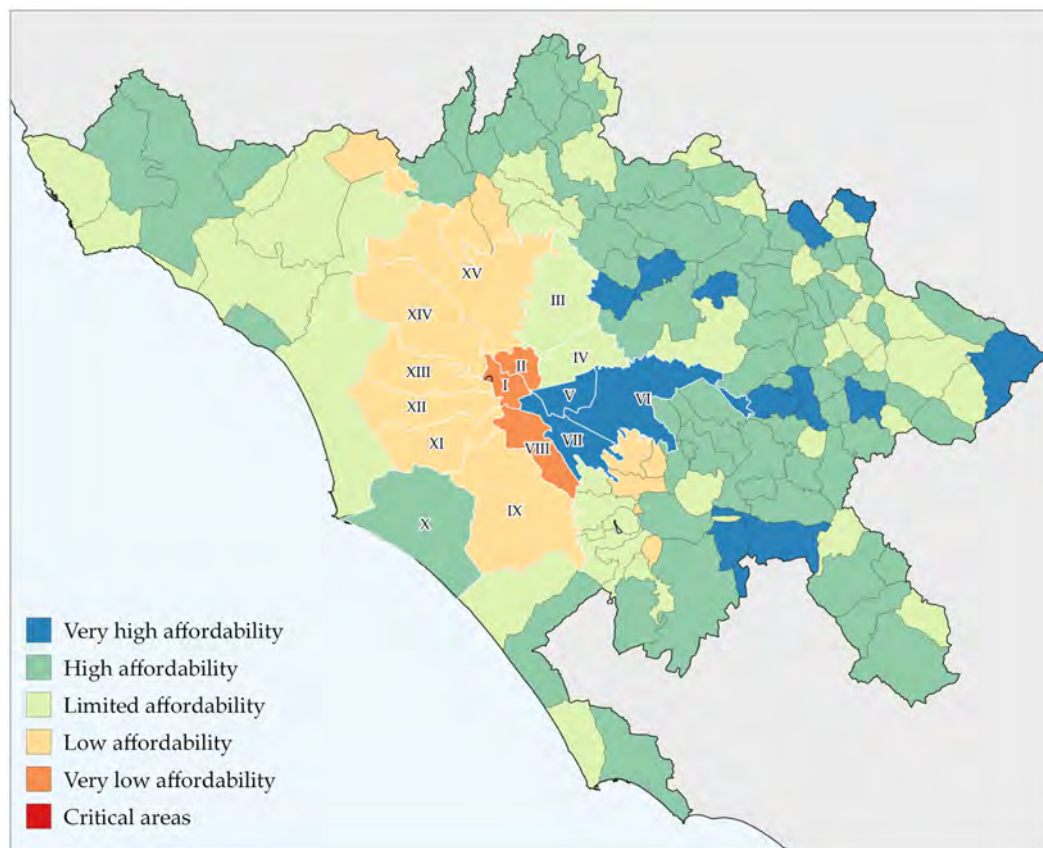 XV
III
XIV
IV
II
XIII
I
V
VI
XII
XI
VIII
VII
IX
X
Very high affordability
High affordability
Limited affordability
Low affordability
Very low affordability
Critical areas